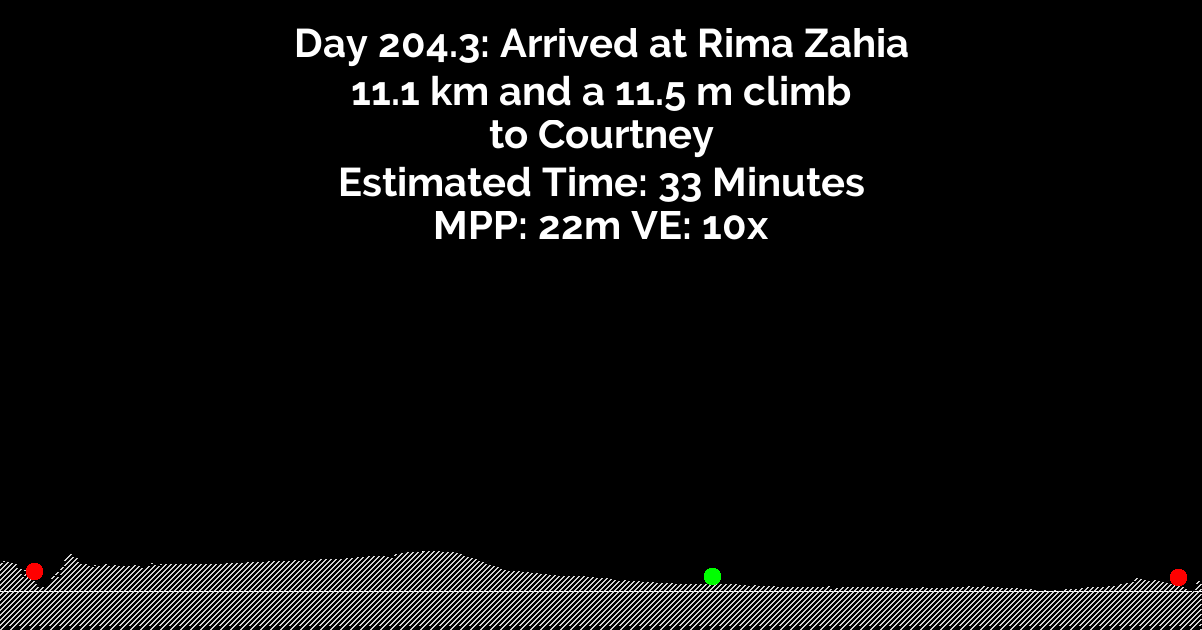 Day 204.3: Arrived at Rima Zahia
11.1 km and a 11.5 m climb
to Courtney
Estimated Time: 33 Minutes
MPP: 22m VE: 10x